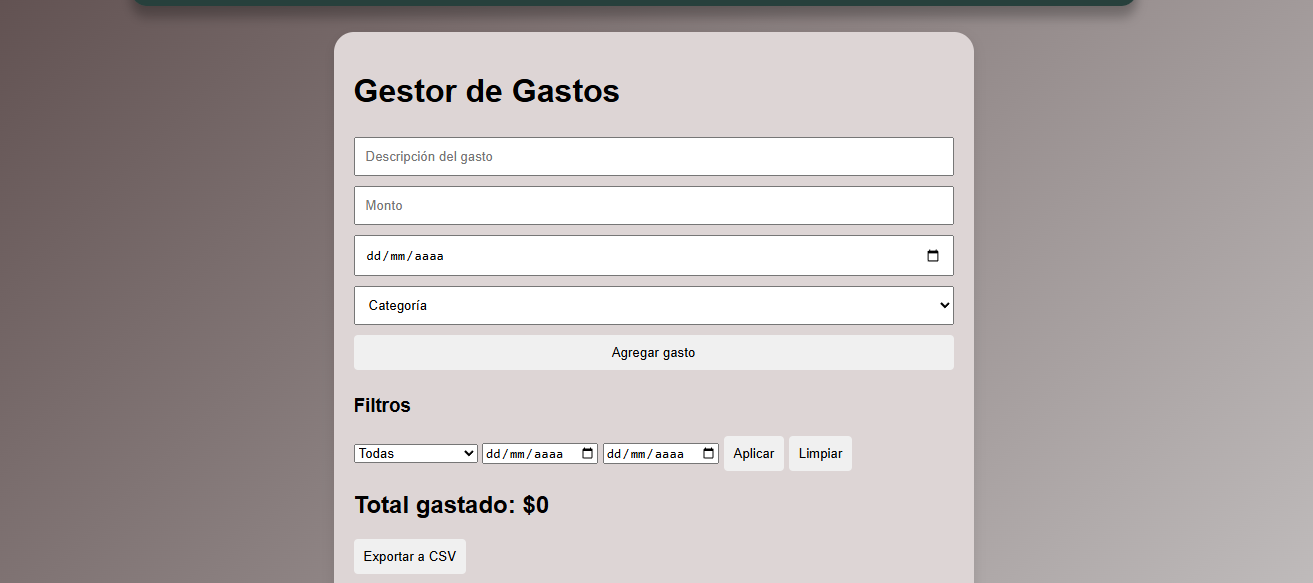 Gestor de Gastos
Descripción del gasto
Monto
dd/mm/aaaa
Categoría
Agregar gasto
Filtros
Todas dd/mm/aaaa dd/mm/aaaa Aplicar Limpiar
Total gastado: $0
Exportar a CSV